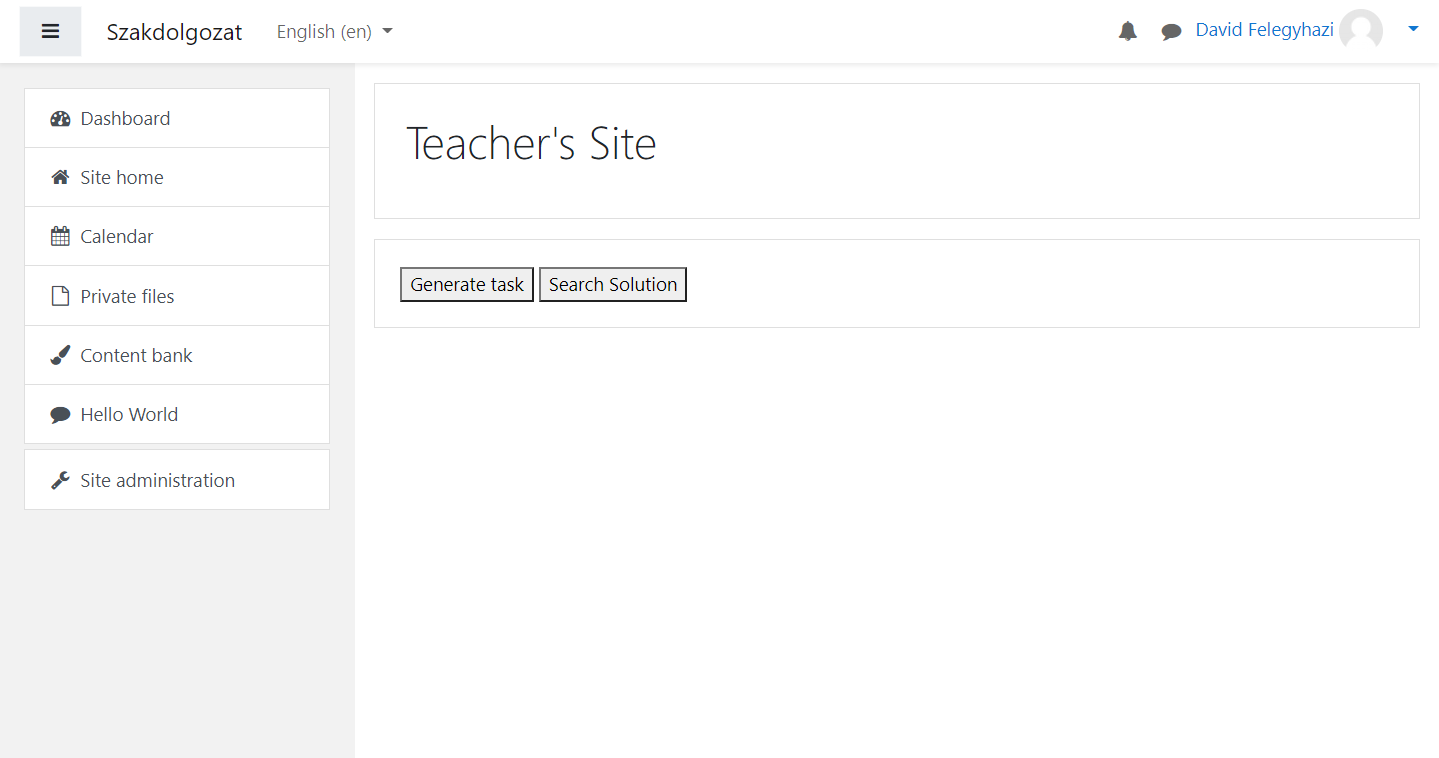 Szakdolgozat English (en) David Felegyhazi
Dashboard
Site home
Calendar
Private files
Content bank
Hello World
Site administration
Teacher's Site
Generate task Search Solution